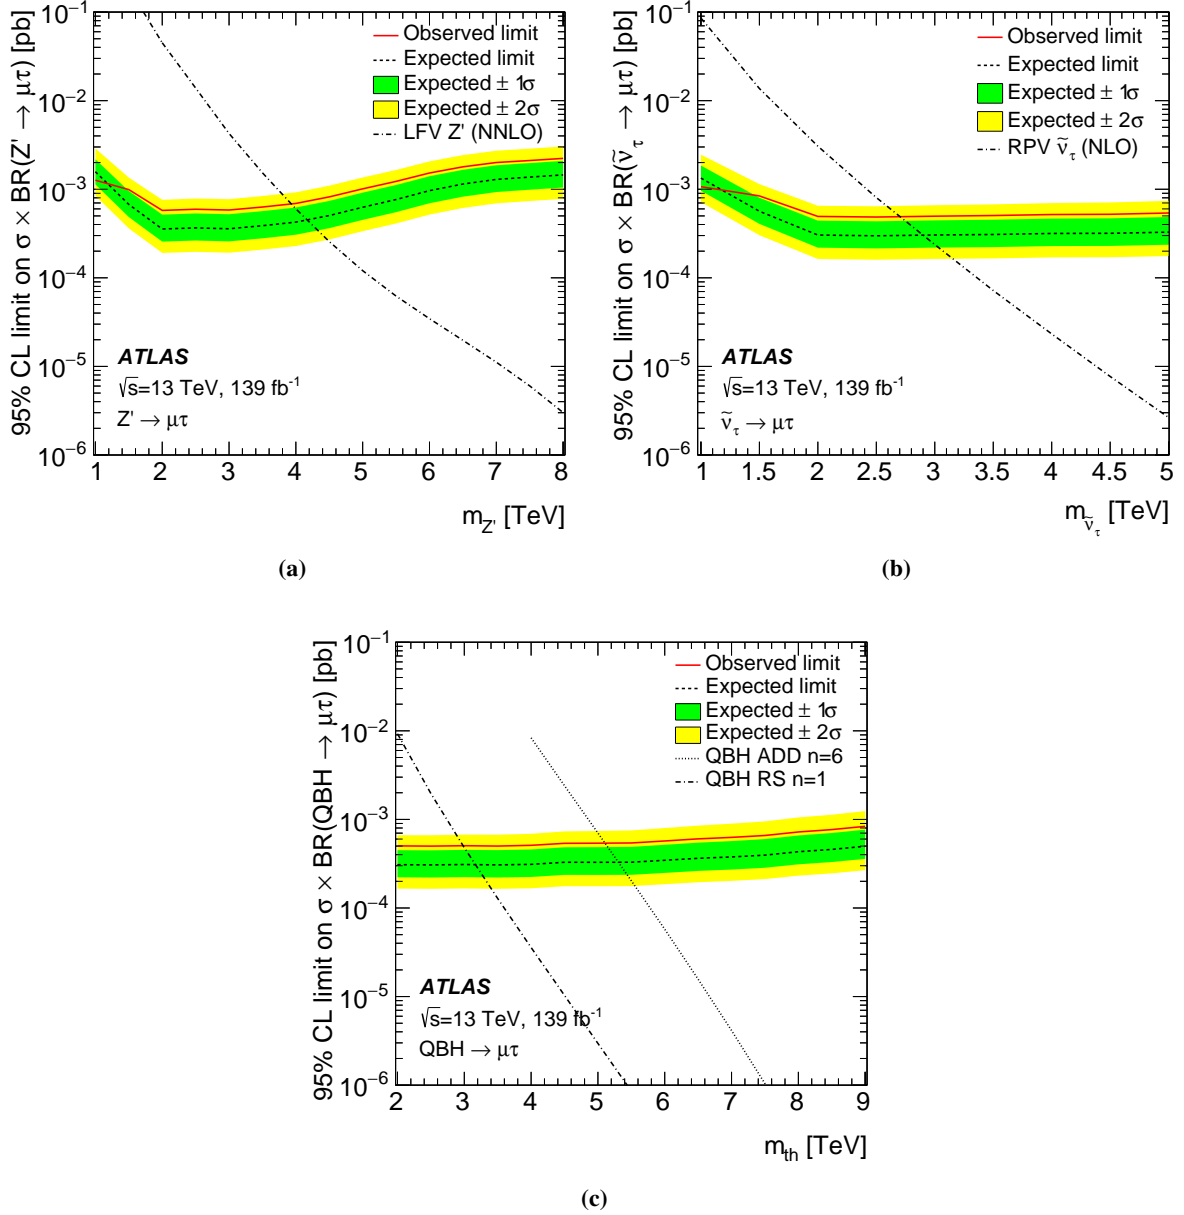 95% CL limit on σ × BR(Z' → μτ) [pb]
10⁻¹
10⁻²
10⁻³
10⁻⁴
10⁻⁵
10⁻⁶
Observed limit
Expected limit
Expected ± 1σ
Expected ± 2σ
LFV Z' (NNLO)
ATLAS
√s=13 TeV, 139 fb⁻¹
Z' → μτ
1 2 3 4 5 6 7 8
m_Z' [TeV]
(a)
95% CL limit on σ × BR(ν̃_τ → μτ) [pb]
10⁻¹
10⁻²
10⁻³
10⁻⁴
10⁻⁵
10⁻⁶
Observed limit
Expected limit
Expected ± 1σ
Expected ± 2σ
RPV ν̃_τ (NLO)
ATLAS
√s=13 TeV, 139 fb⁻¹
ν̃_τ → μτ
1 1.5 2 2.5 3 3.5 4 4.5 5
m_ν̃_τ [TeV]
(b)
95% CL limit on σ × BR(QBH → μτ) [pb]
10⁻¹
10⁻²
10⁻³
10⁻⁴
10⁻⁵
10⁻⁶
Observed limit
Expected limit
Expected ± 1σ
Expected ± 2σ
QBH ADD n=6
QBH RS n=1
ATLAS
√s=13 TeV, 139 fb⁻¹
QBH → μτ
2 3 4 5 6 7 8 9
m_th [TeV]
(c)